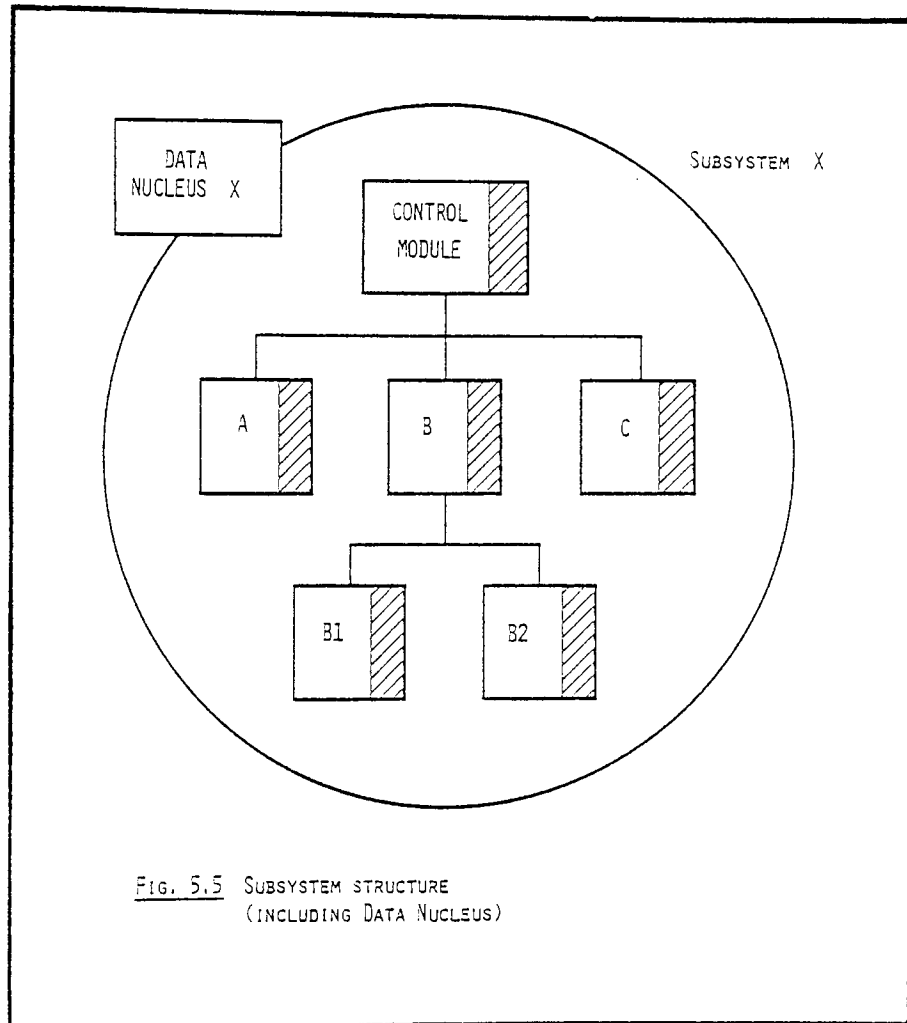 DATA
NUCLEUS X
SUBSYSTEM X
CONTROL
MODULE
A
B
C
B1
B2
FIG. 5.5 SUBSYSTEM STRUCTURE
(INCLUDING DATA NUCLEUS)